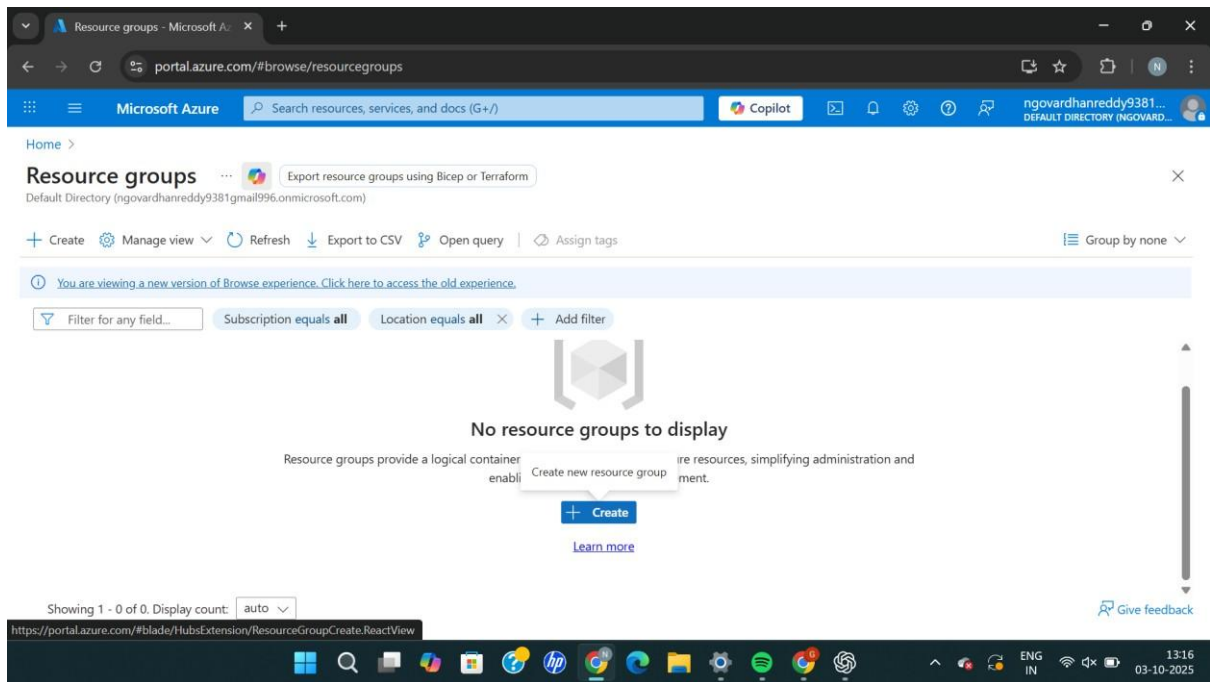 Resource groups - Microsoft Az
portal.azure.com/#browse/resourcegroups
N
Microsoft Azure
Search resources, services, and docs (G+/)
Copilot
ngovardhanreddy9381...
DEFAULT DIRECTORY (NGOVARD...
Home >
Resource groups ...
Export resource groups using Bicep or Terraform
Default Directory (ngovardhanreddy9381gmail996.onmicrosoft.com)
+ Create Manage view Refresh Export to CSV Open query | Assign tags Group by none
You are viewing a new version of Browse experience. Click here to access the old experience.
Filter for any field... Subscription equals all Location equals all × + Add filter
No resource groups to display
Resource groups provide a logical container re resources, simplifying administration and
enabli ment.
Create new resource group
+ Create
Learn more
Showing 1 - 0 of 0. Display count: auto
Give feedback
https://portal.azure.com/#blade/HubsExtension/ResourceGroupCreate.ReactView
hp
ENG
IN
13:16
03-10-2025